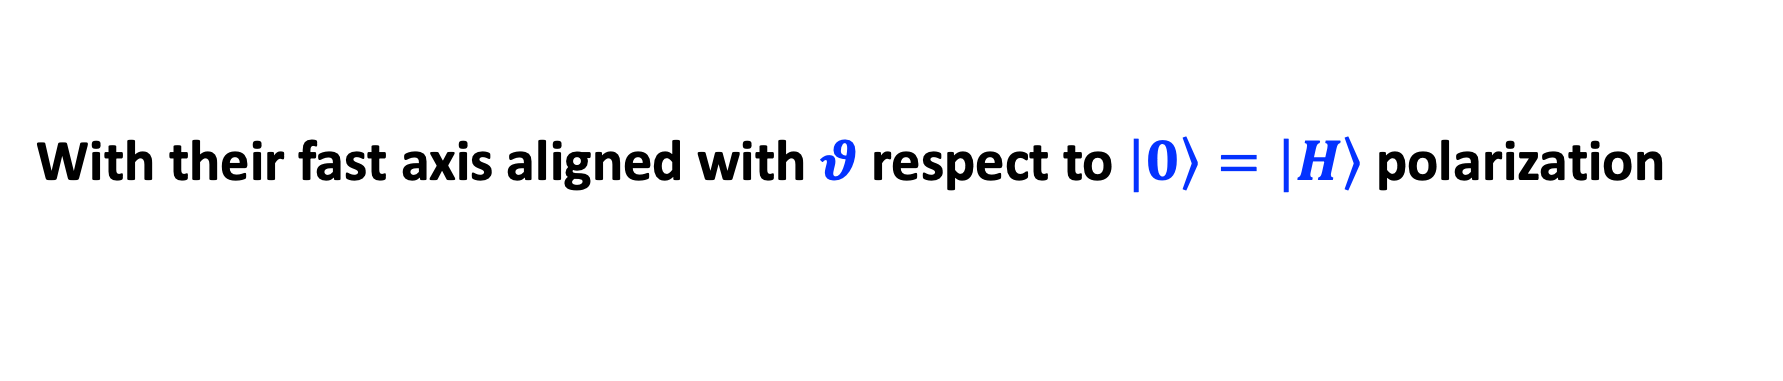 With their fast axis aligned with ϑ respect to |0⟩ = |H⟩ polarization